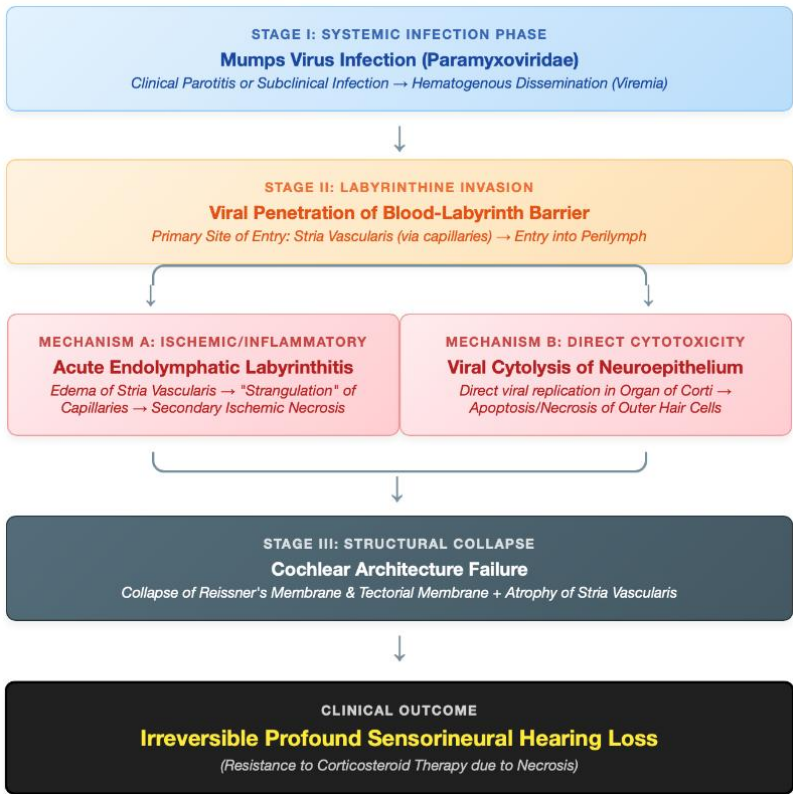 STAGE I: SYSTEMIC INFECTION PHASE
Mumps Virus Infection (Paramyxoviridae)
Clinical Parotitis or Subclinical Infection → Hematogenous Dissemination (Viremia)
STAGE II: LABYRINTHINE INVASION
Viral Penetration of Blood-Labyrinth Barrier
Primary Site of Entry: Stria Vascularis (via capillaries) → Entry into Perilymph
MECHANISM A: ISCHEMIC/INFLAMMATORY
Acute Endolymphatic Labyrinthitis
Edema of Stria Vascularis → "Strangulation" of
Capillaries → Secondary Ischemic Necrosis
MECHANISM B: DIRECT CYTOTOXICITY
Viral Cytolysis of Neuroepithelium
Direct viral replication in Organ of Corti →
Apoptosis/Necrosis of Outer Hair Cells
STAGE III: STRUCTURAL COLLAPSE
Cochlear Architecture Failure
Collapse of Reissner's Membrane & Tectorial Membrane + Atrophy of Stria Vascularis
CLINICAL OUTCOME
Irreversible Profound Sensorineural Hearing Loss
(Resistance to Corticosteroid Therapy due to Necrosis)